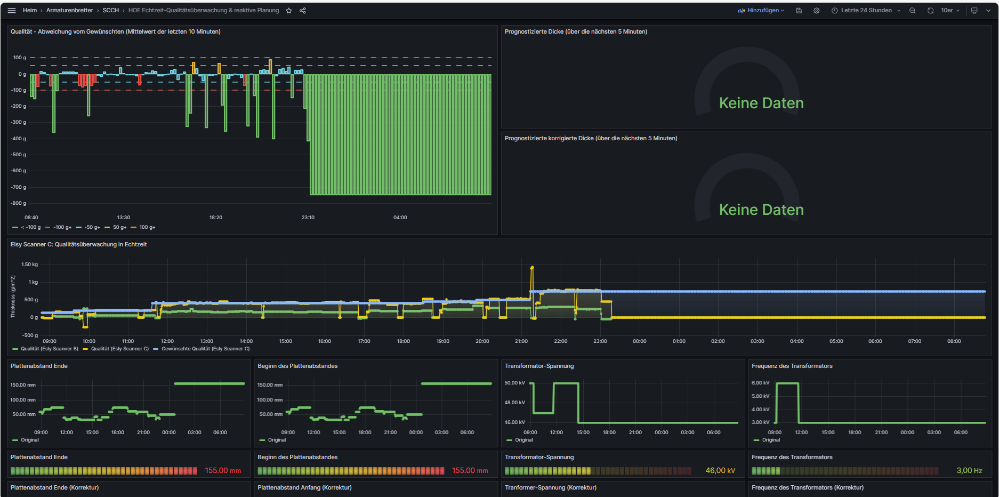 Heim › Armaturenbretter › SCCH › HOE Echtzeit-Qualitätsüberwachung & reaktive Planung
Hinzufügen
Letzte 24 Stunden
10er
Qualität - Abweichung vom Gewünschten (Mittelwert der letzten 10 Minuten)
100 g
0 g
-100 g
-200 g
-300 g
-400 g
-500 g
-600 g
-700 g
-800 g
08:40 13:30 18:20 23:10 04:00
< -100 g -100 g+ -50 g+ 50 g+ 100 g+
Prognostizierte Dicke (über die nächsten 5 Minuten)
Keine Daten
Prognostizierte korrigierte Dicke (über die nächsten 5 Minuten)
Keine Daten
Elsy Scanner C: Qualitätsüberwachung in Echtzeit
Thickness (g/m^2)
1.50 kg
1 kg
500 g
0 g
-500 g
09:00 10:00 11:00 12:00 13:00 14:00 15:00 16:00 17:00 18:00 19:00 20:00 21:00 22:00 23:00 00:00 01:00 02:00 03:00 04:00 05:00 06:00 07:00 08:00
Qualität (Esly Scanner B) Qualität (Esly Scanner C) Gewünschte Qualität (Esly Scanner C)
Plattenabstand Ende
150.00 mm
100.00 mm
50.00 mm
09:00 12:00 15:00 18:00 21:00 00:00 03:00 06:00
Original
Beginn des Plattenabstandes
150.00 mm
100.00 mm
50.00 mm
09:00 12:00 15:00 18:00 21:00 00:00 03:00 06:00
Original
Transformator-Spannung
50.00 kV
48.00 kV
46.00 kV
09:00 12:00 15:00 18:00 21:00 00:00 03:00 06:00
Original
Frequenz des Transformators
6.00 kV
5.00 kV
4.00 kV
3.00 kV
09:00 12:00 15:00 18:00 21:00 00:00 03:00 06:00
Original
Plattenabstand Ende
155.00 mm
Beginn des Plattenabstandes
155.00 mm
Transformator-Spannung
46,00 kV
Frequenz des Transformators
3,00 Hz
Plattenabstand Ende (Korrektur)
Plattenabstand Anfang (Korrektur)
Tranformer-Spannung (Korrektur)
Frequenz des Transformators (Korrektur)